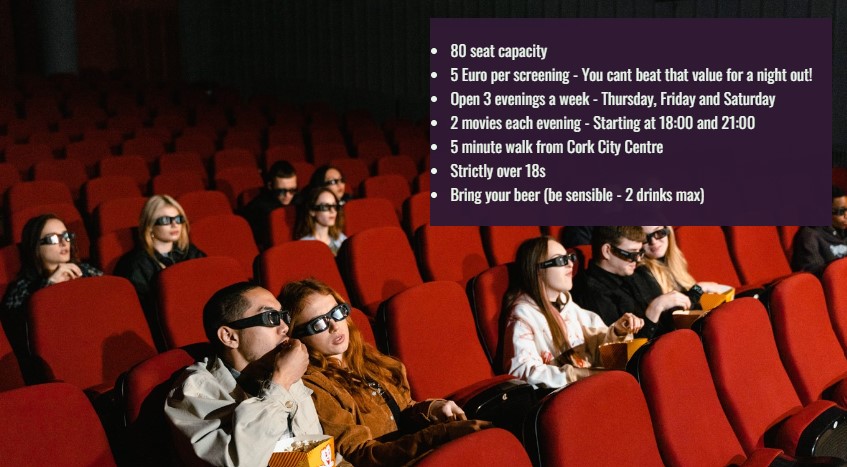 80 seat capacity
5 Euro per screening - You cant beat that value for a night out!
Open 3 evenings a week - Thursday, Friday and Saturday
2 movies each evening - Starting at 18:00 and 21:00
5 minute walk from Cork City Centre
Strictly over 18s
Bring your beer (be sensible - 2 drinks max)